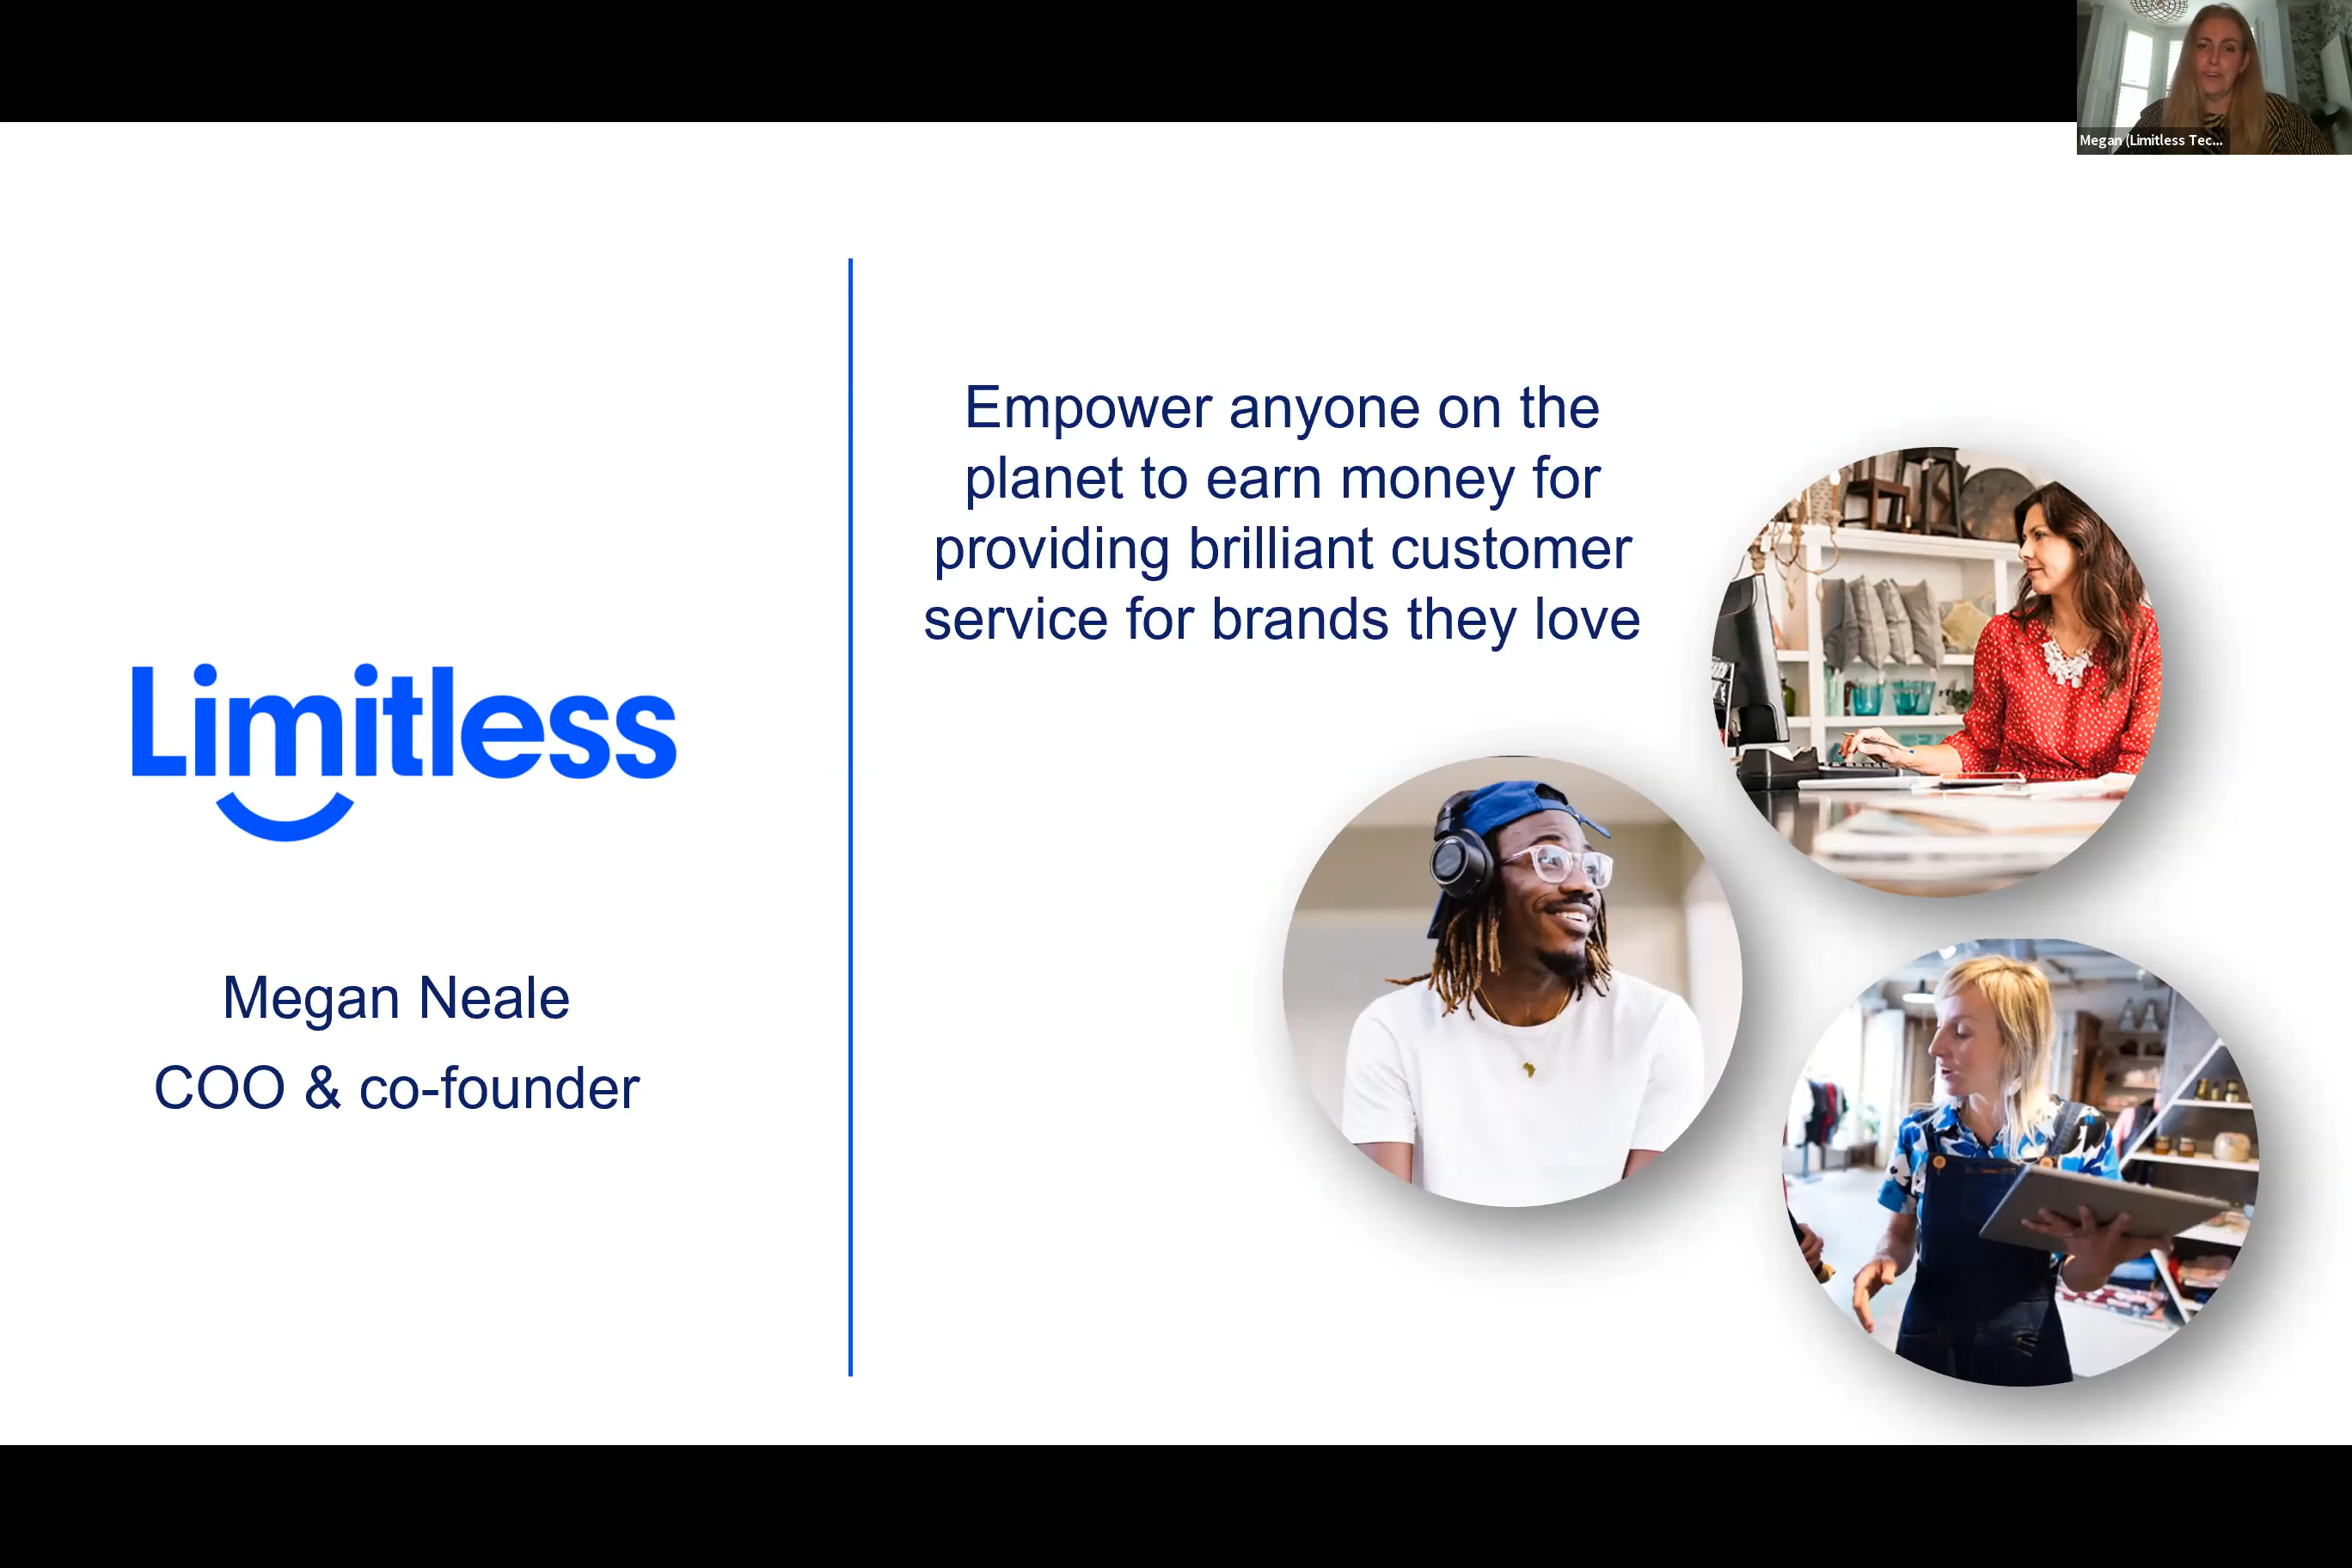 Megan (Limitless Tec...
Empower anyone on the
planet to earn money for
providing brilliant customer
service for brands they love
Limitless
Megan Neale
COO & co-founder